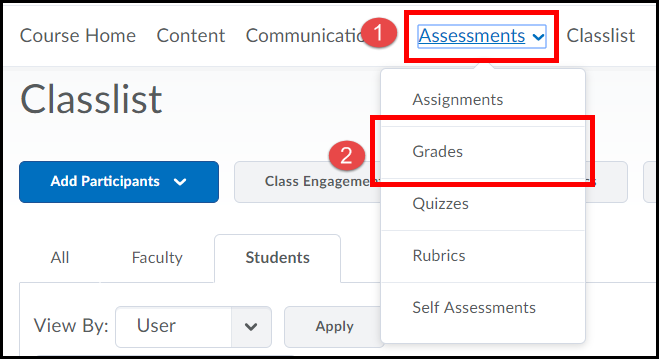 Course Home Content Communicatio 1 Assessments Classlist
Classlist
Assignments
2 Grades
Add Participants Class Engagement
Quizzes
All Faculty Students
Rubrics
View By: User Apply
Self Assessments